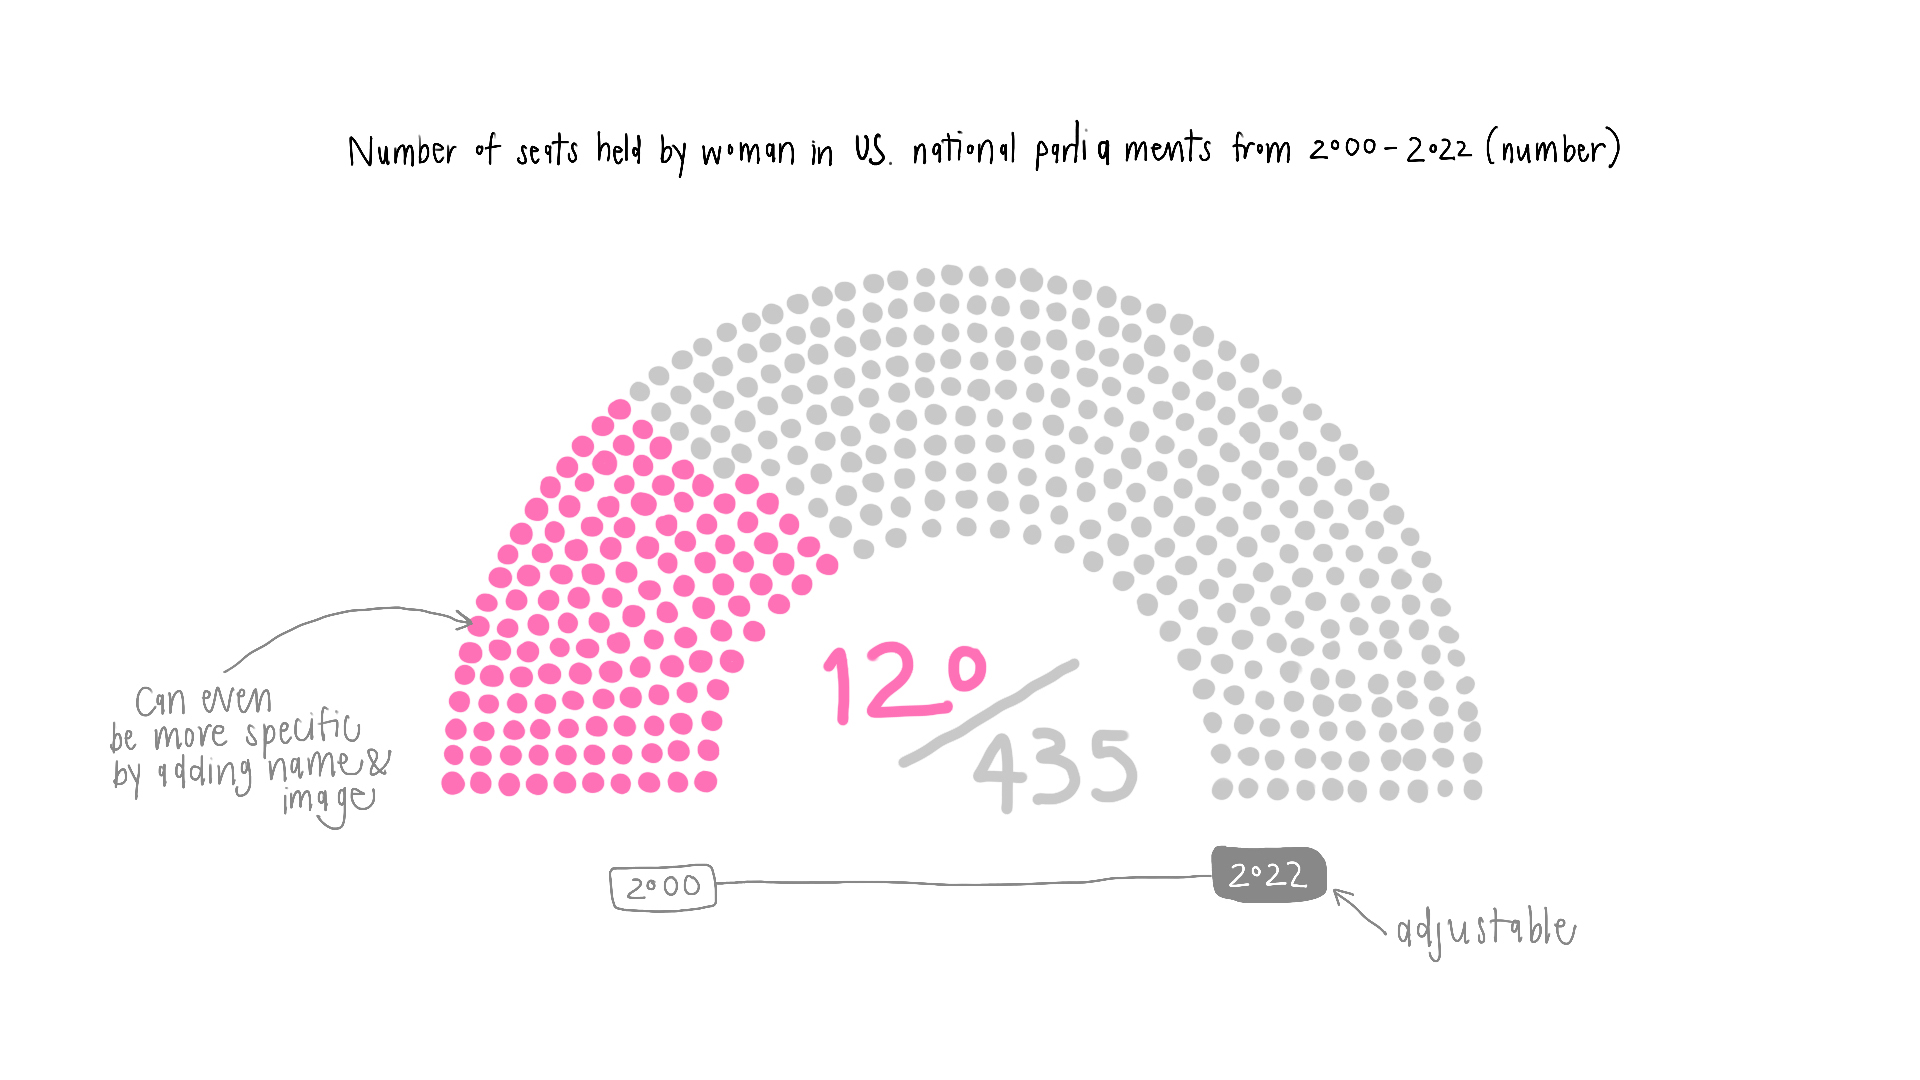 Number of seats held by woman in US. national parliaments from 2000-2022 (number)
120/435
Can even
be more specific
by adding name &
image
2000
2022
adjustable